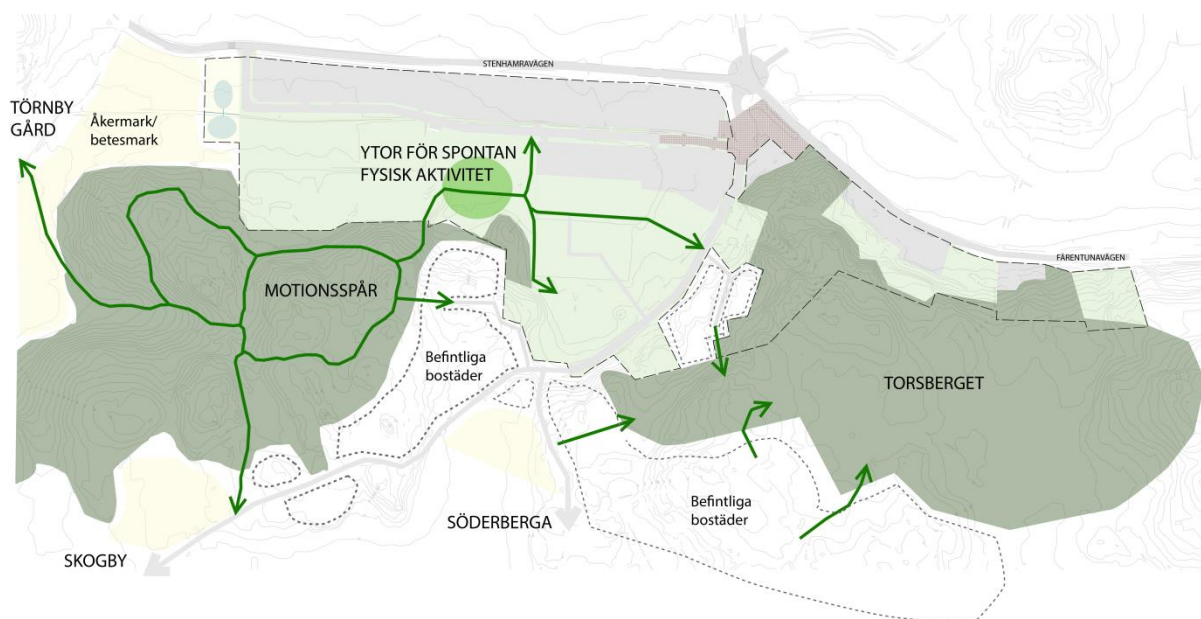 STENHAMRAVÄGEN
TÖRNBY
GÅRD
Åkermark/
betesmark
YTOR FÖR SPONTAN
FYSISK AKTIVITET
FÄRENTUNAVÄGEN
MOTIONSSPÅR
Befintliga
bostäder
TORSBERGET
Befintliga
bostäder
SÖDERBERGA
SKOGBY